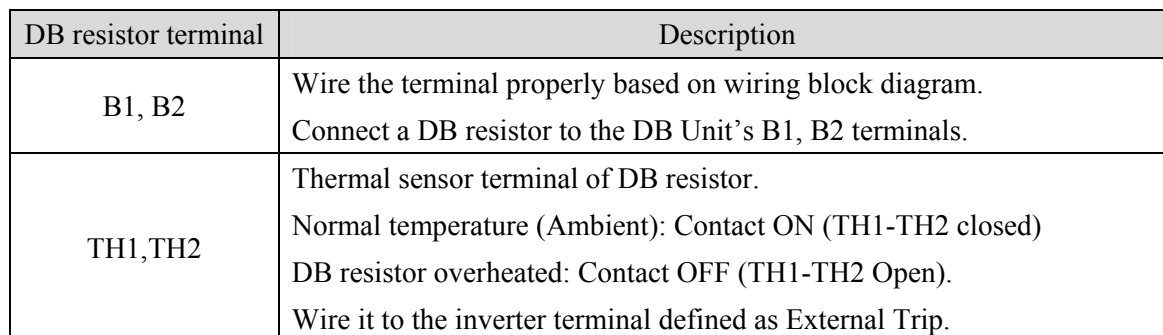 DB resistor terminal Description
B1, B2
Wire the terminal properly based on wiring block diagram.
Connect a DB resistor to the DB Unit’s B1, B2 terminals.
TH1,TH2
Thermal sensor terminal of DB resistor.
Normal temperature (Ambient): Contact ON (TH1-TH2 closed)
DB resistor overheated: Contact OFF (TH1-TH2 Open).
Wire it to the inverter terminal defined as External Trip.